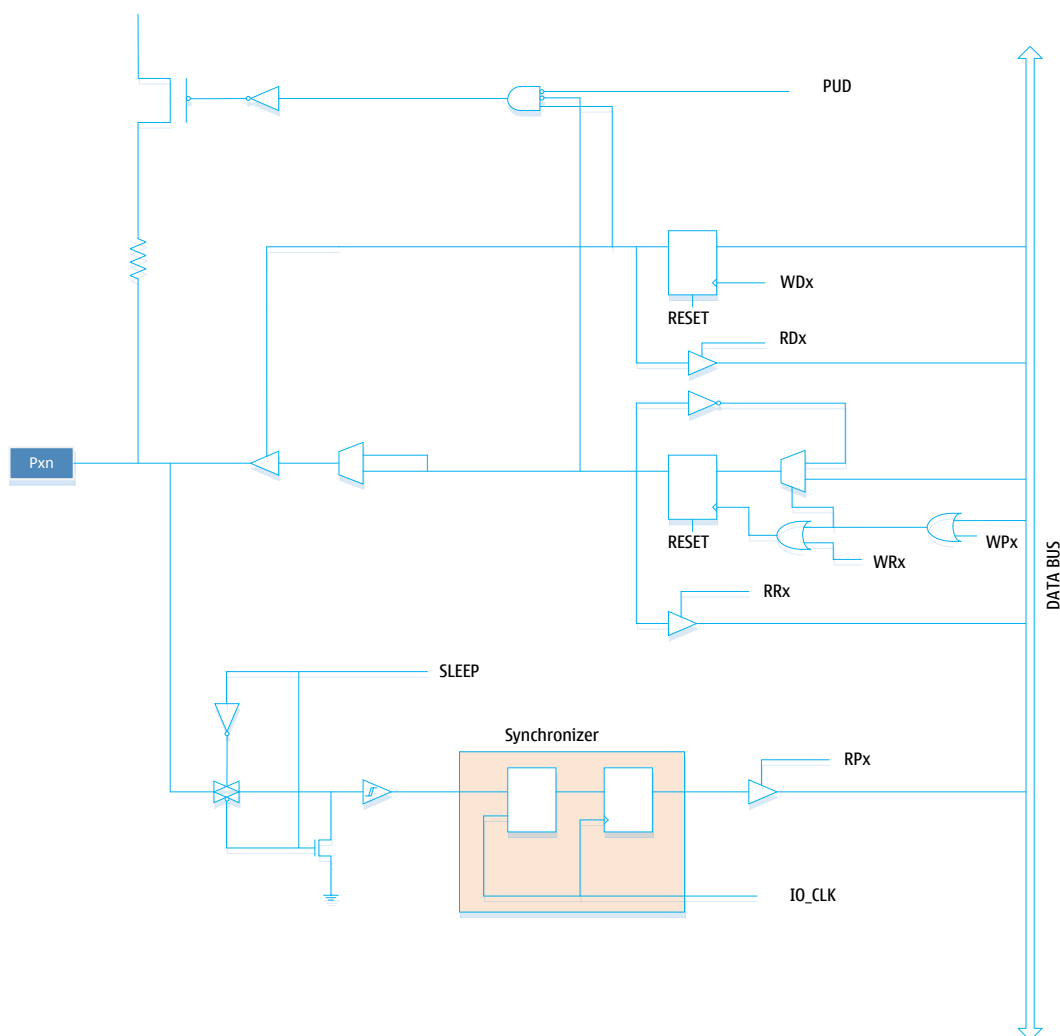 PUD
WDx
RESET
RDx
Pxn
RESET
WPx
WRx
DATA BUS
RRx
SLEEP
Synchronizer
RPx
IO_CLK